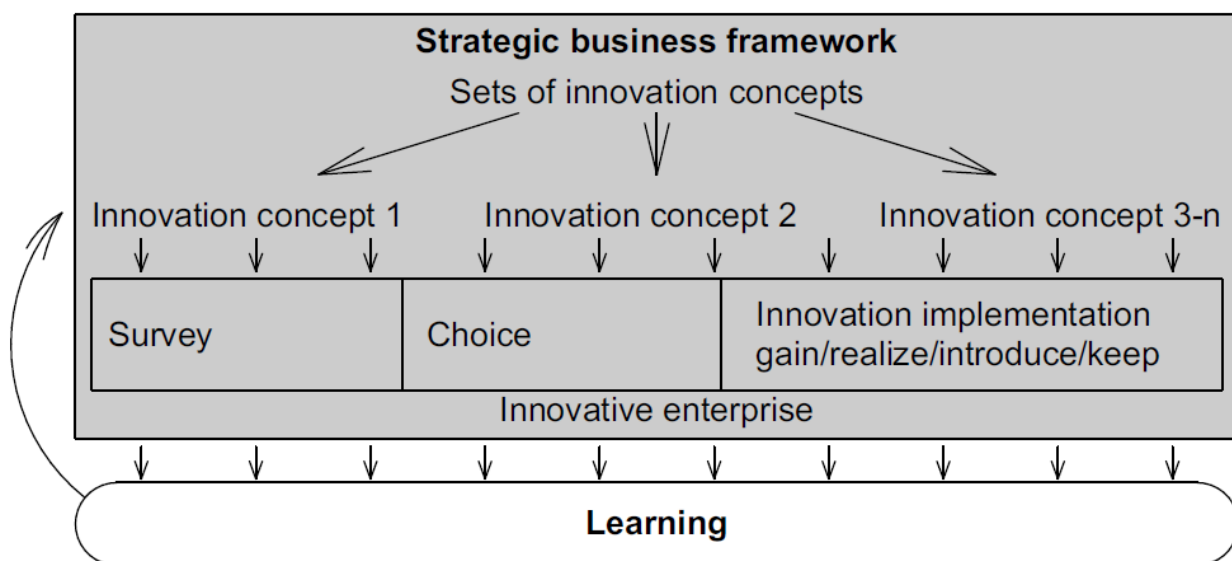 Strategic business framework
Sets of innovation concepts
Innovation concept 1
Innovation concept 2
Innovation concept 3-n
Survey
Choice
Innovation implementation
gain/realize/introduce/keep
Innovative enterprise
Learning